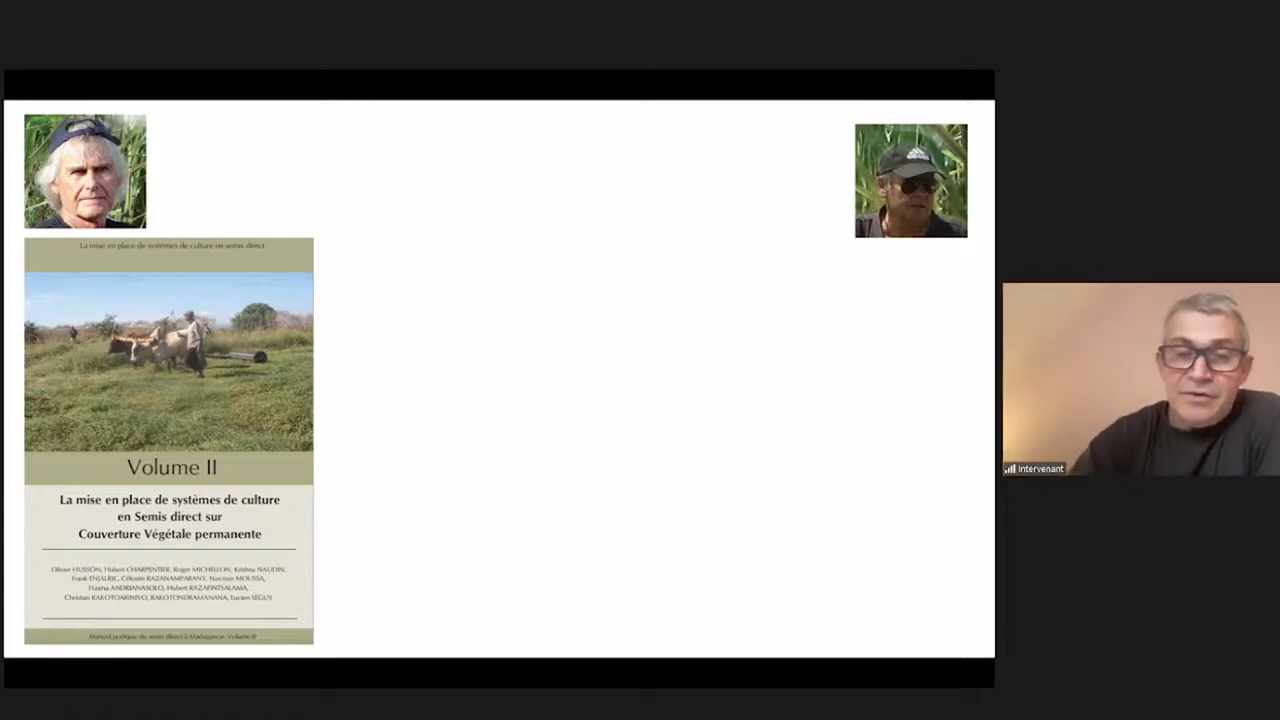 La mise en place de systèmes de culture en semis direct
Volume II
La mise en place de systèmes de culture
en Semis direct sur
Couverture Végétale permanente
Olivier HUSSON, Hubert CHARPENTIER, Roger MICHELLON, Krishna NAUDIN,
Frank ENJALRIC, Célestin RAZANAMPARANY, Narcisse MOUSSA,
Hasina ANDRIANASOLO, Hubert RAZAFINTSALAMA,
Christian RAKOTOARINIVO, RAKOTONDRAMANANA, Lucien SEGUY
Manuel pratique du semis direct à Madagascar. Volume II
adidas
Intervenant